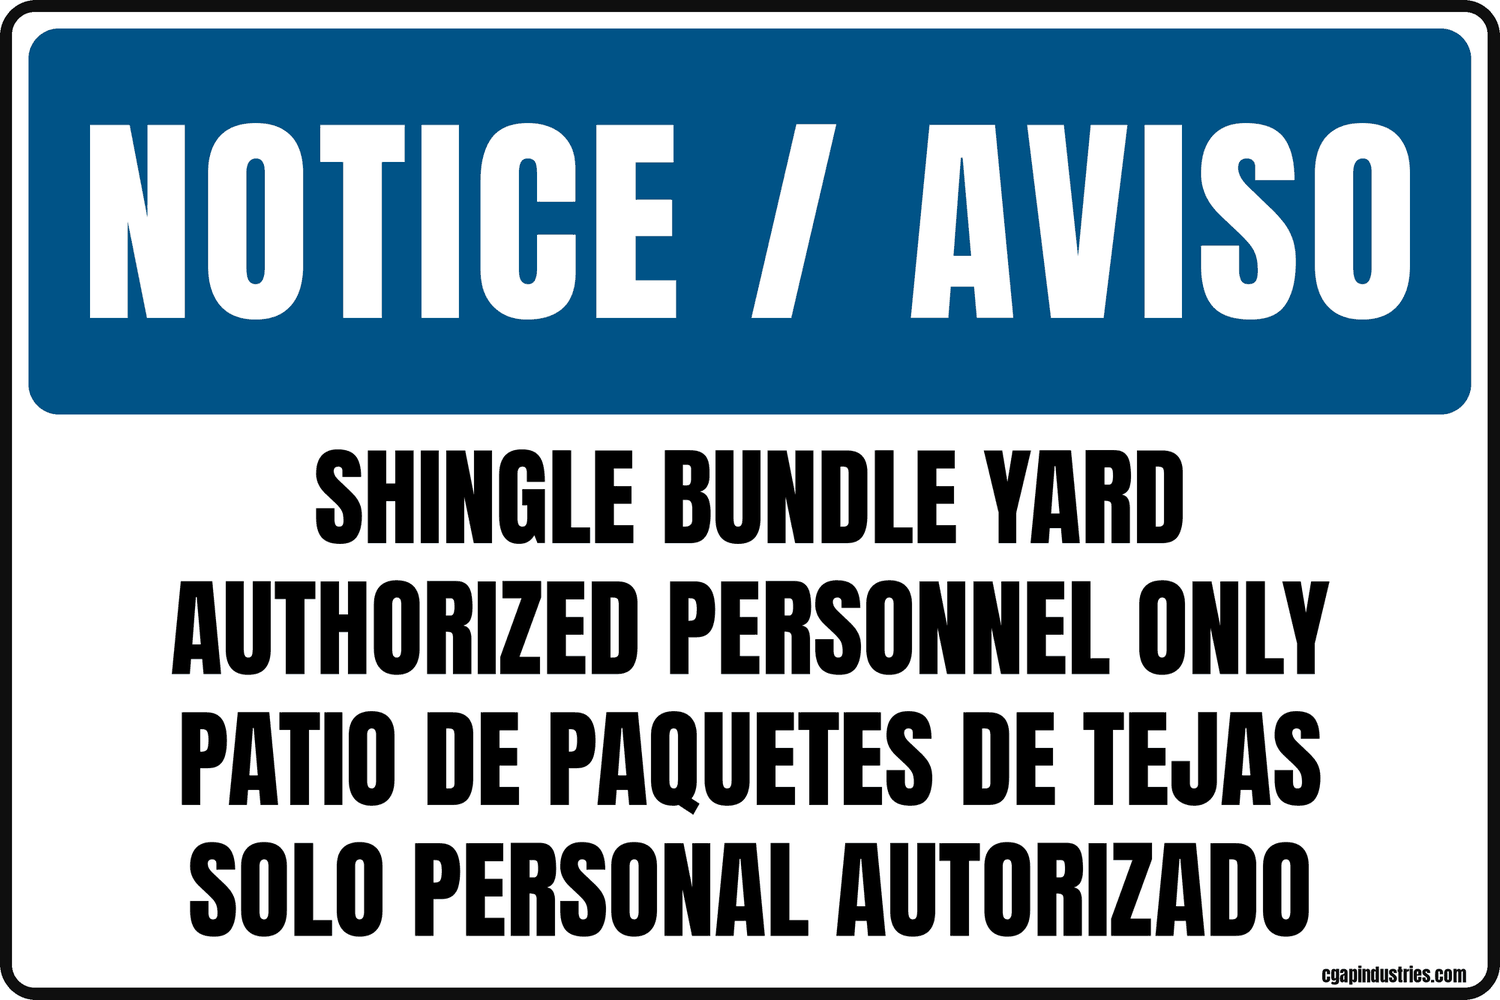 NOTICE / AVISO
SHINGLE BUNDLE YARD
AUTHORIZED PERSONNEL ONLY
PATIO DE PAQUETES DE TEJAS
SOLO PERSONAL AUTORIZADO
cgapindustries.com